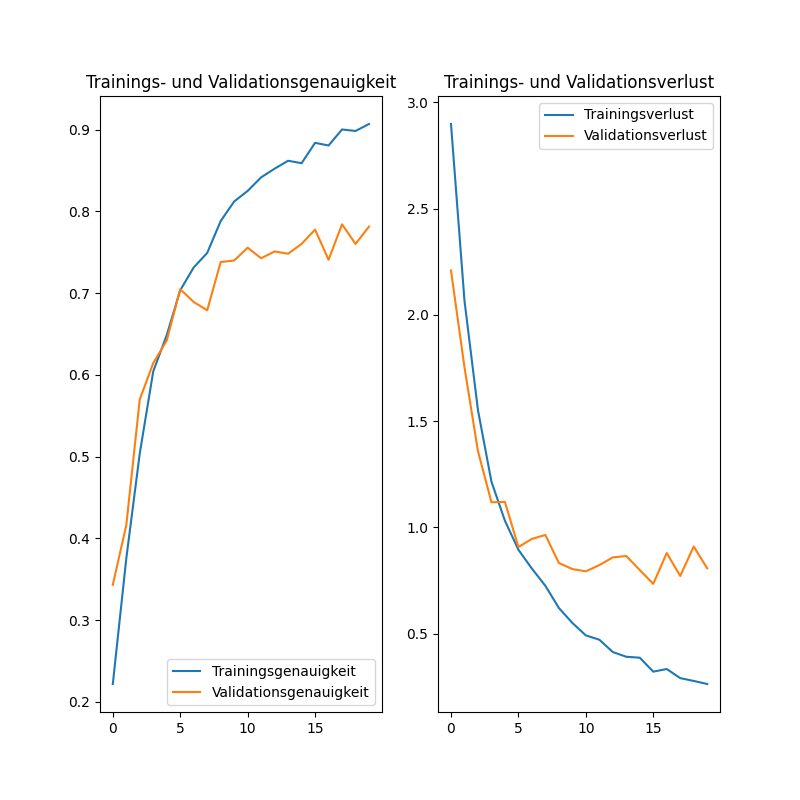 Trainings- und Validationsgenauigkeit
0.9
0.8
0.7
0.6
0.5
0.4
0.3
0.2
0 5 10 15
Trainingsgenauigkeit
Validationsgenauigkeit
Trainings- und Validationsverlust
3.0
2.5
2.0
1.5
1.0
0.5
0 5 10 15
Trainingsverlust
Validationsverlust